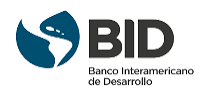 BID
Banco Interamericano
de Desarrollo